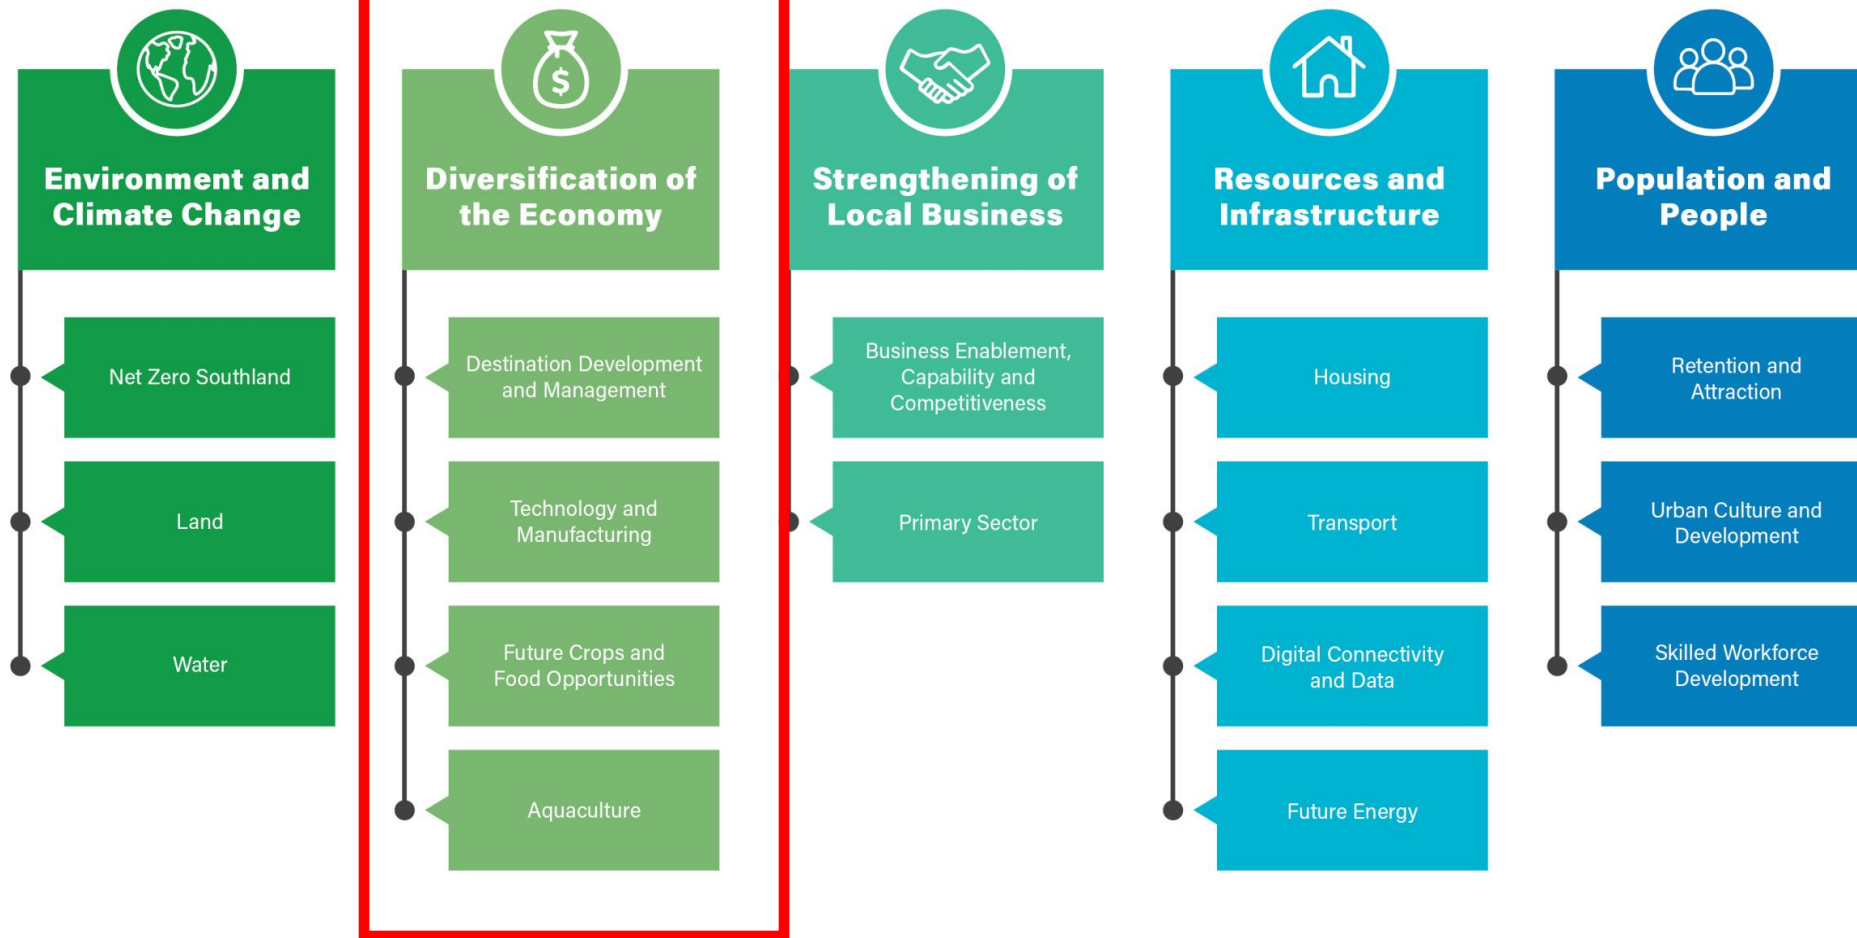 $
Environment and
Climate Change
Net Zero Southland
Land
Water
Diversification of
the Economy
Destination Development
and Management
Technology and
Manufacturing
Future Crops and
Food Opportunities
Aquaculture
Strengthening of
Local Business
Business Enablement,
Capability and
Competitiveness
Primary Sector
Resources and
Infrastructure
Housing
Transport
Digital Connectivity
and Data
Future Energy
Population and
People
Retention and
Attraction
Urban Culture and
Development
Skilled Workforce
Development